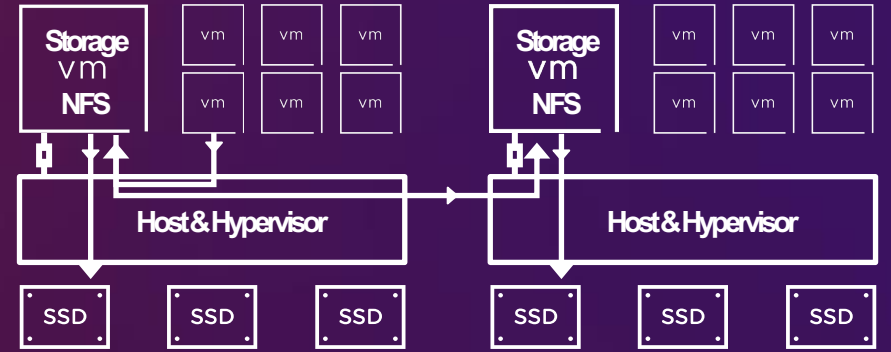 Storage
vm
NFS
vm vm vm
vm vm vm
Storage
vm
NFS
vm vm vm
vm vm vm
Host & Hypervisor
Host & Hypervisor
SSD SSD SSD
SSD SSD SSD